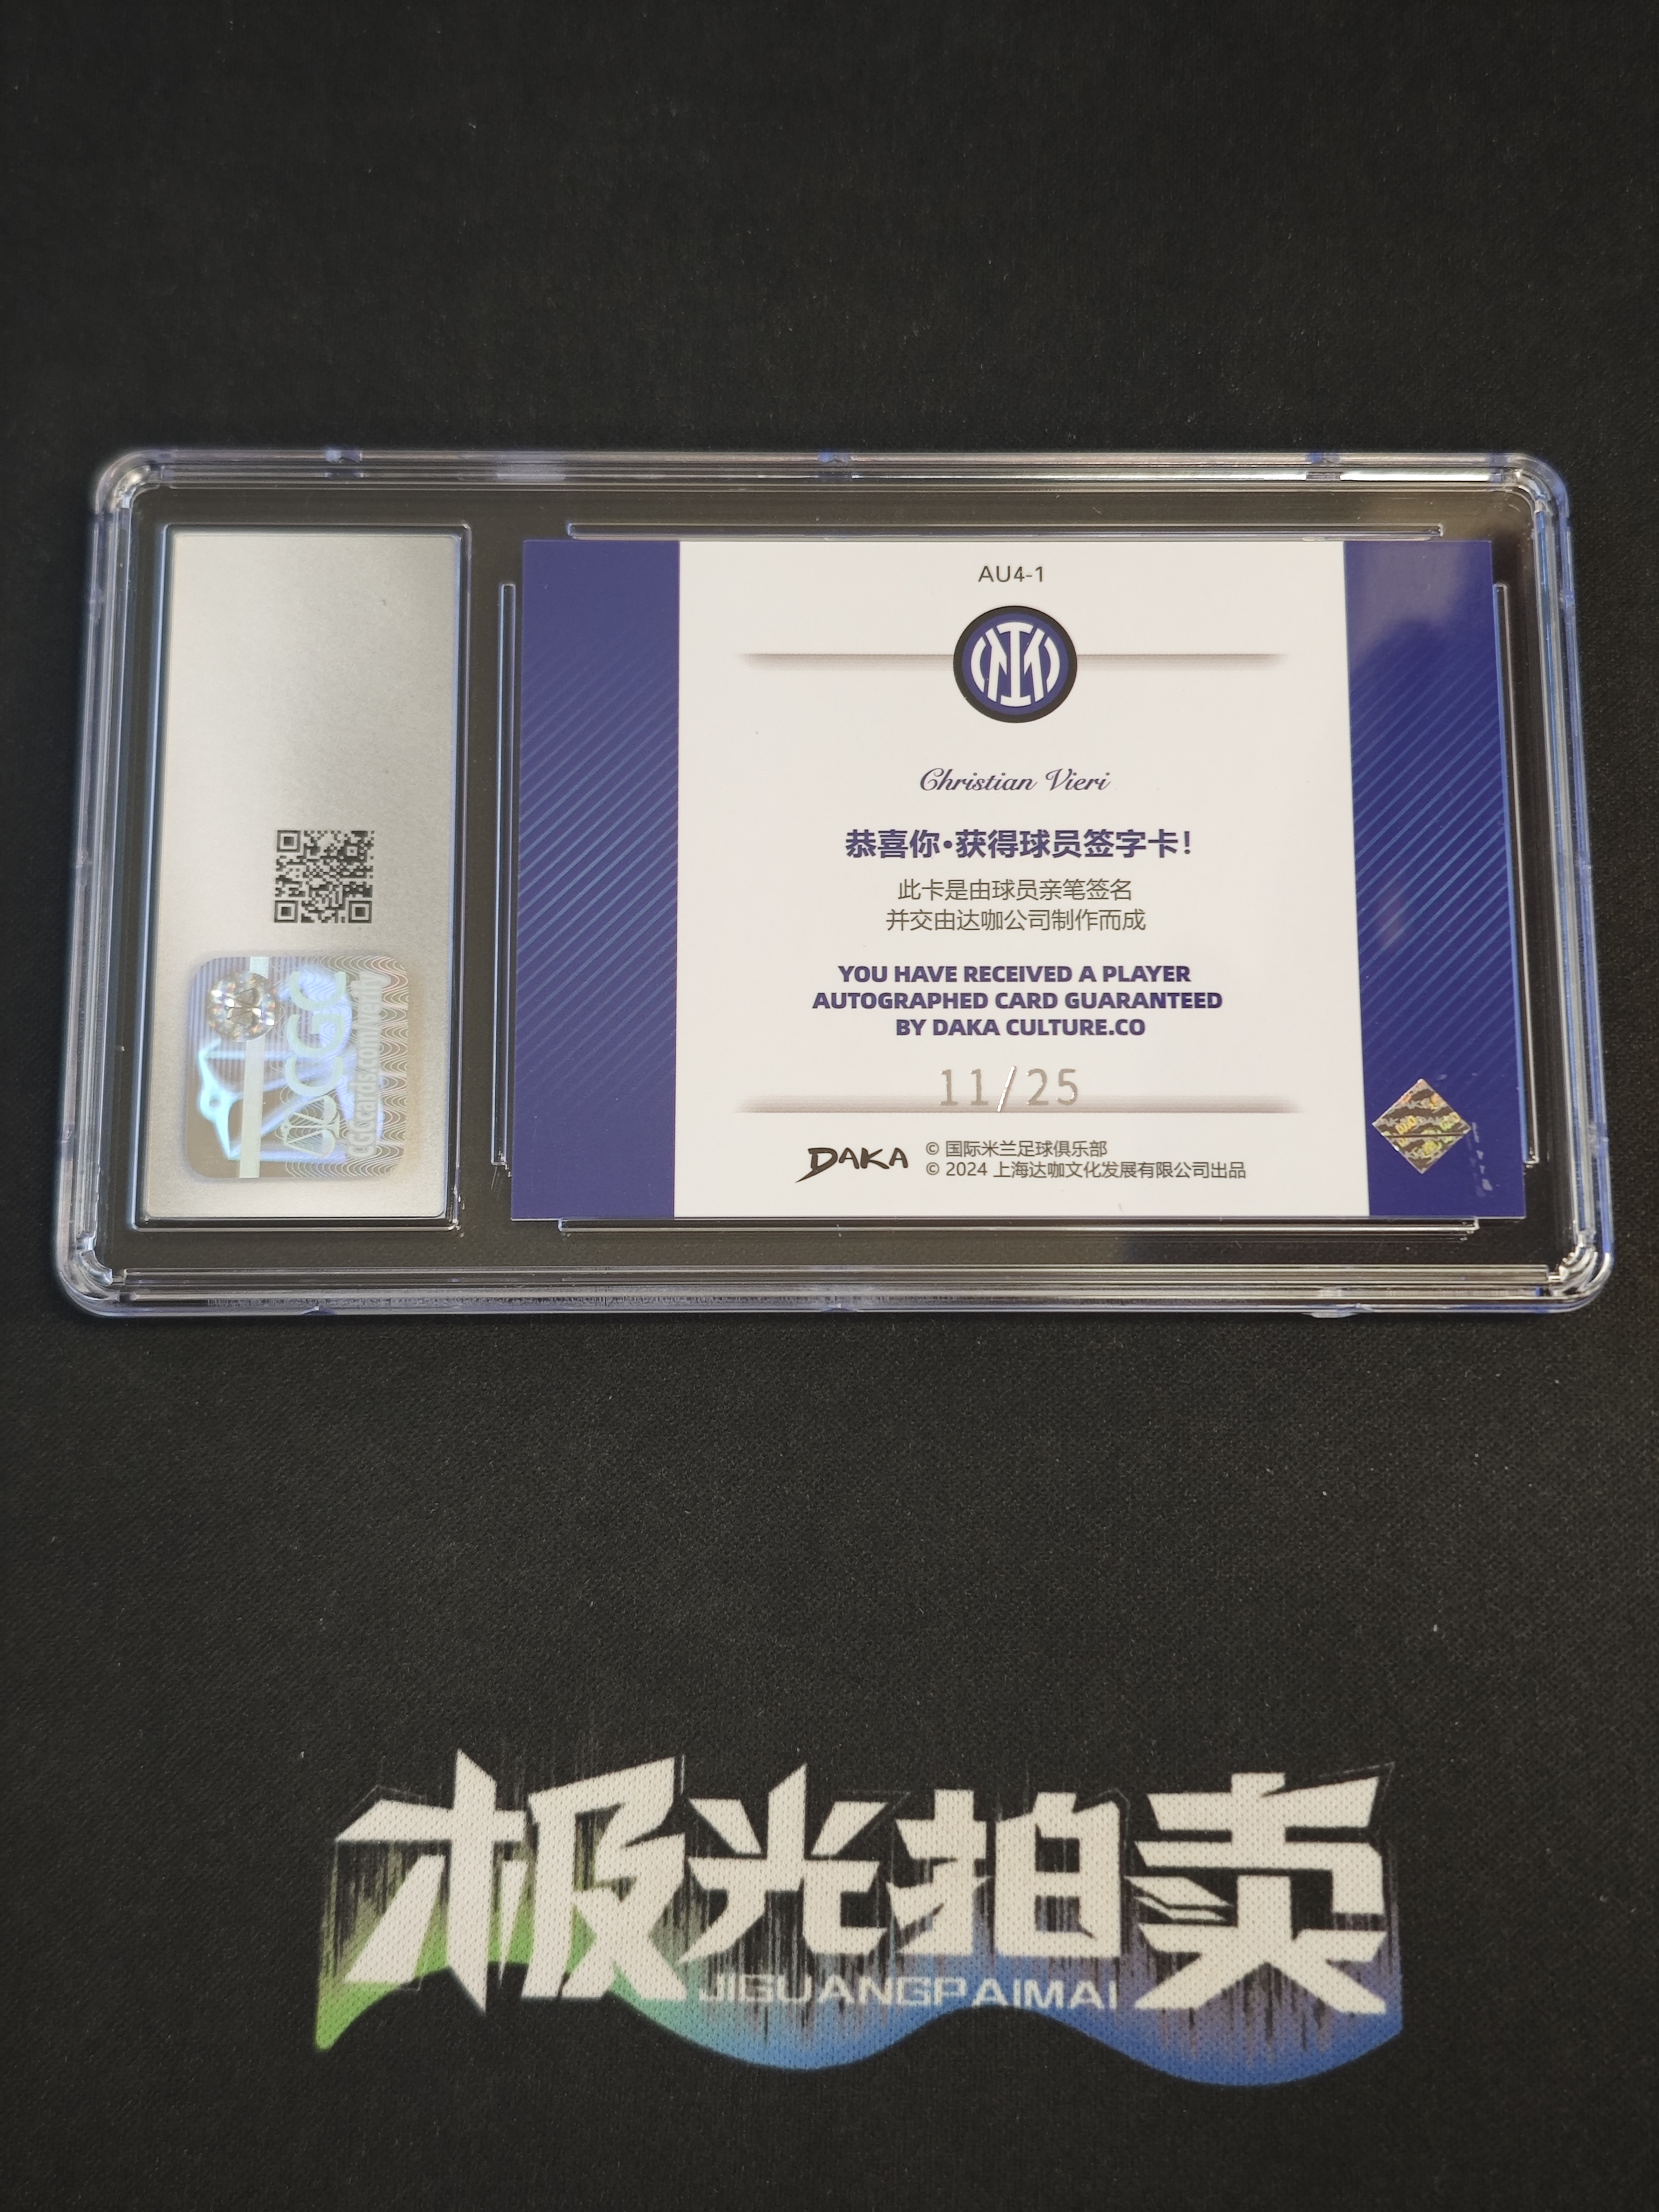 AU4-1
Christian Vieri
恭喜你•获得球员签字卡！
此卡是由球员亲笔签名
并交由达咖公司制作而成
YOU HAVE RECEIVED A PLAYER
AUTOGRAPHED CARD GUARANTEED
BY DAKA CULTURE.CO
11/25
DAKA
© 国际米兰足球俱乐部
© 2024 上海达咖文化发展有限公司出品
CGC
cgccards.com/verify
极光拍卖
JIGUANGPAIMAI